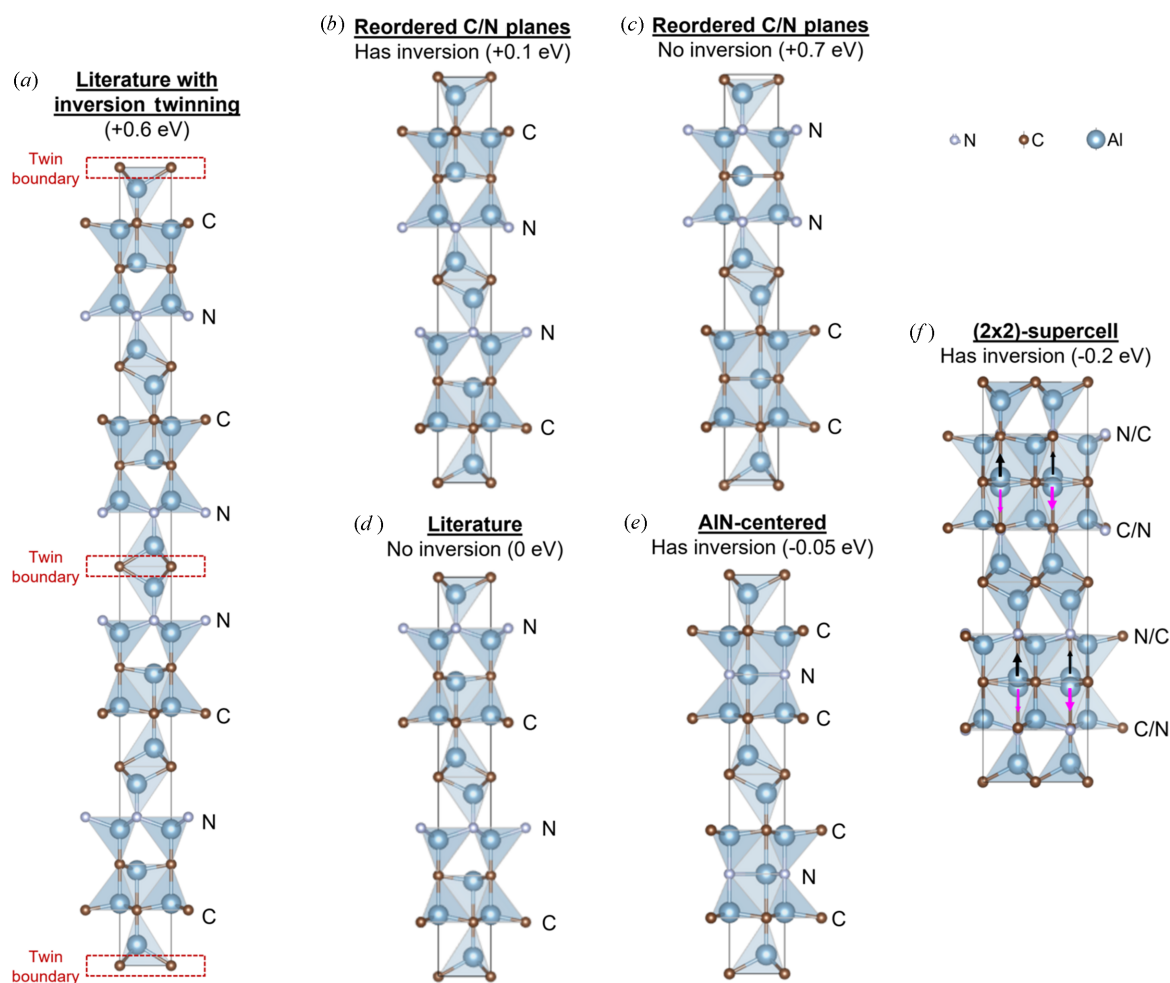 (a)
Literature with
inversion twinning
(+0.6 eV)
Twin
boundary
C
N
C
N
Twin
boundary
N
C
N
C
Twin
boundary
(b)
Reordered C/N planes
Has inversion (+0.1 eV)
C
N
N
C
(c)
Reordered C/N planes
No inversion (+0.7 eV)
N
N
C
C
N
C
Al
(d)
Literature
No inversion (0 eV)
N
C
N
C
(e)
AlN-centered
Has inversion (-0.05 eV)
C
N
C
C
N
C
(f)
(2x2)-supercell
Has inversion (-0.2 eV)
N/C
C/N
N/C
C/N